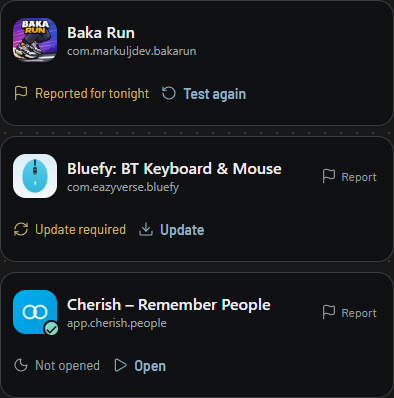 BAKA
RUN
Baka Run
com.markuljdev.bakarun
Reported for tonight
Test again
Bluefy: BT Keyboard & Mouse
com.eazyverse.bluefy
Report
Update required
Update
Cherish – Remember People
app.cherish.people
Report
Not opened
Open